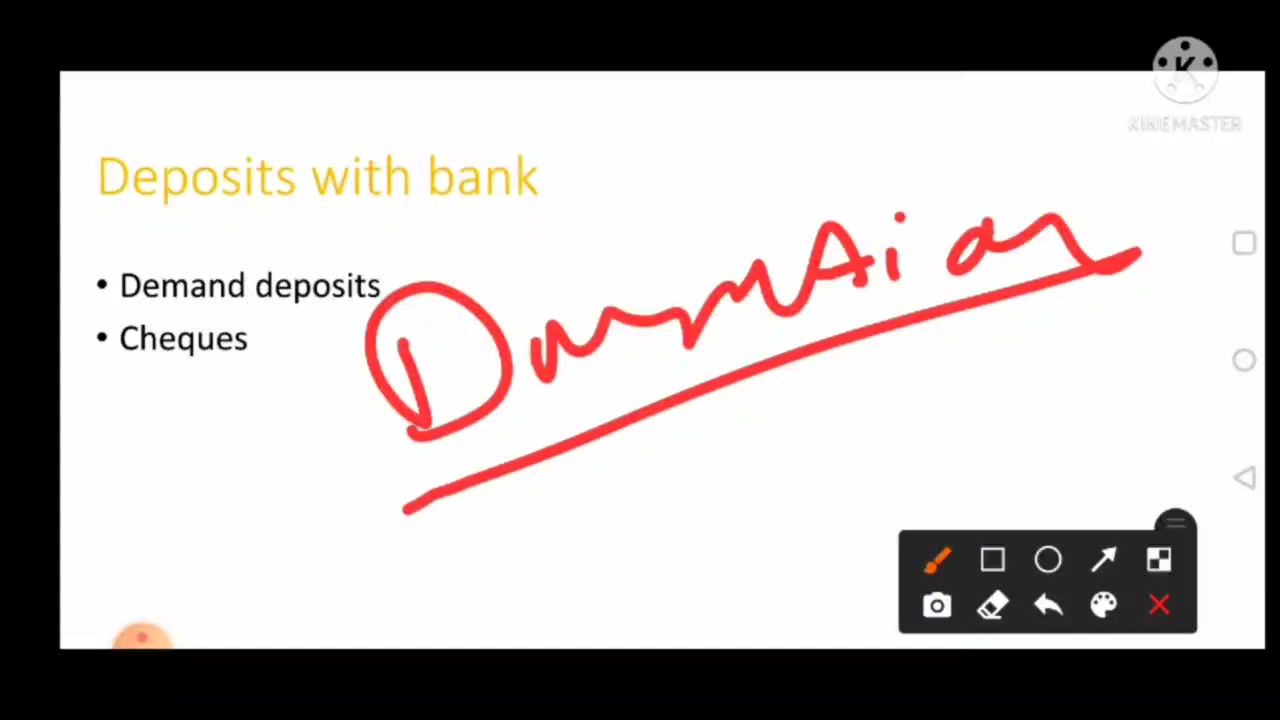 KINEMASTER
Deposits with bank
• Demand deposits
• Cheques